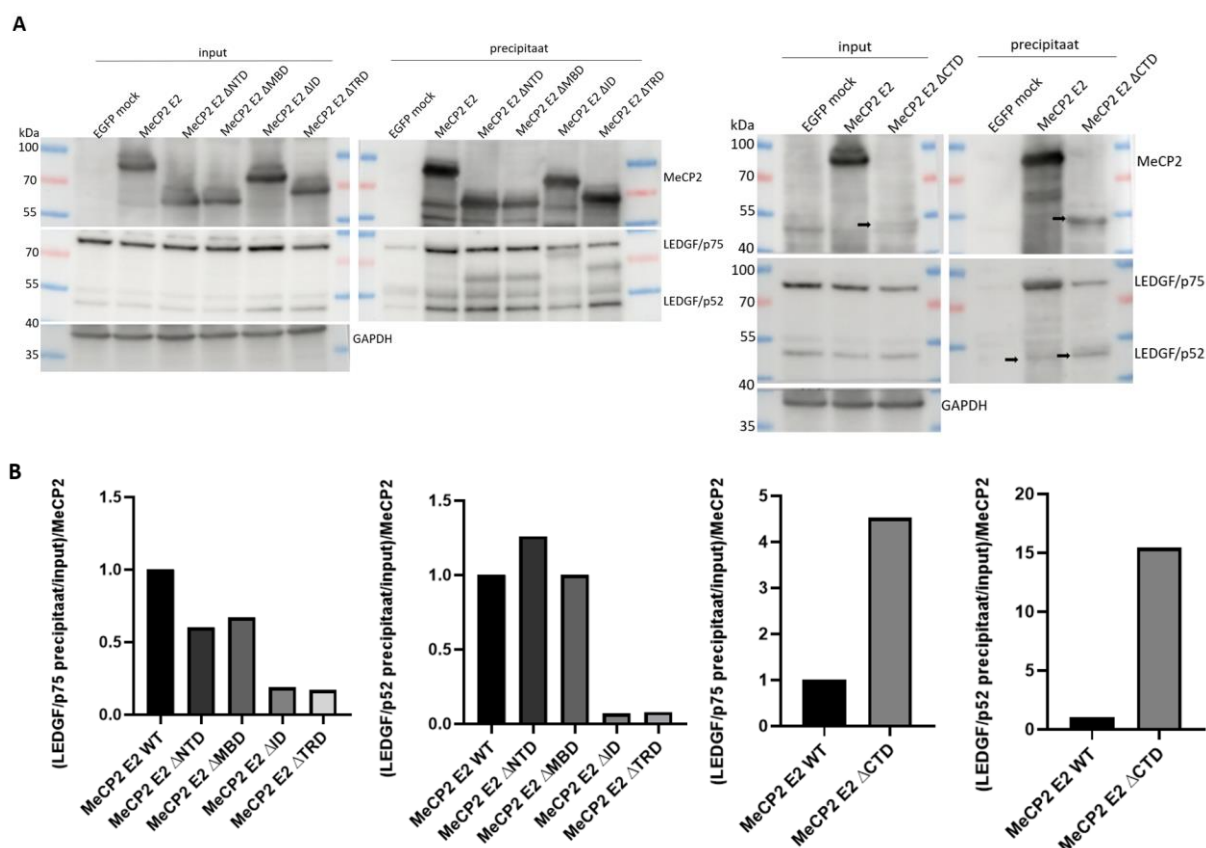 A
input
precipitaat
EGFP mock
MeCP2 E2
MeCP2 E2 ΔNTD
MeCP2 E2 ΔMBD
MeCP2 E2 ΔID
MeCP2 E2 ΔTRD
EGFP mock
MeCP2 E2
MeCP2 E2 ΔNTD
MeCP2 E2 ΔMBD
MeCP2 E2 ΔID
MeCP2 E2 ΔTRD
kDa
100
70
55
70
55
40
35
MeCP2
LEDGF/p75
LEDGF/p52
GAPDH
input
precipitaat
EGFP mock
MeCP2 E2
MeCP2 E2 ΔCTD
EGFP mock
MeCP2 E2
MeCP2 E2 ΔCTD
kDa
100
70
55
40
100
70
55
40
35
MeCP2
LEDGF/p75
LEDGF/p52
GAPDH
B
(LEDGF/p75 precipitaat/input)/MeCP2
1.5
1.0
0.5
0.0
MeCP2 E2 WT
MeCP2 E2 ΔNTD
MeCP2 E2 ΔMBD
MeCP2 E2 ΔID
MeCP2 E2 ΔTRD
(LEDGF/p52 precipitaat/input)/MeCP2
1.5
1.0
0.5
0.0
MeCP2 E2 WT
MeCP2 E2 ΔNTD
MeCP2 E2 ΔMBD
MeCP2 E2 ΔID
MeCP2 E2 ΔTRD
(LEDGF/p75 precipitaat/input)/MeCP2
5
4
3
2
1
0
MeCP2 E2 WT
MeCP2 E2 ΔCTD
(LEDGF/p52 precipitaat/input)/MeCP2
20
15
10
5
0
MeCP2 E2 WT
MeCP2 E2 ΔCTD